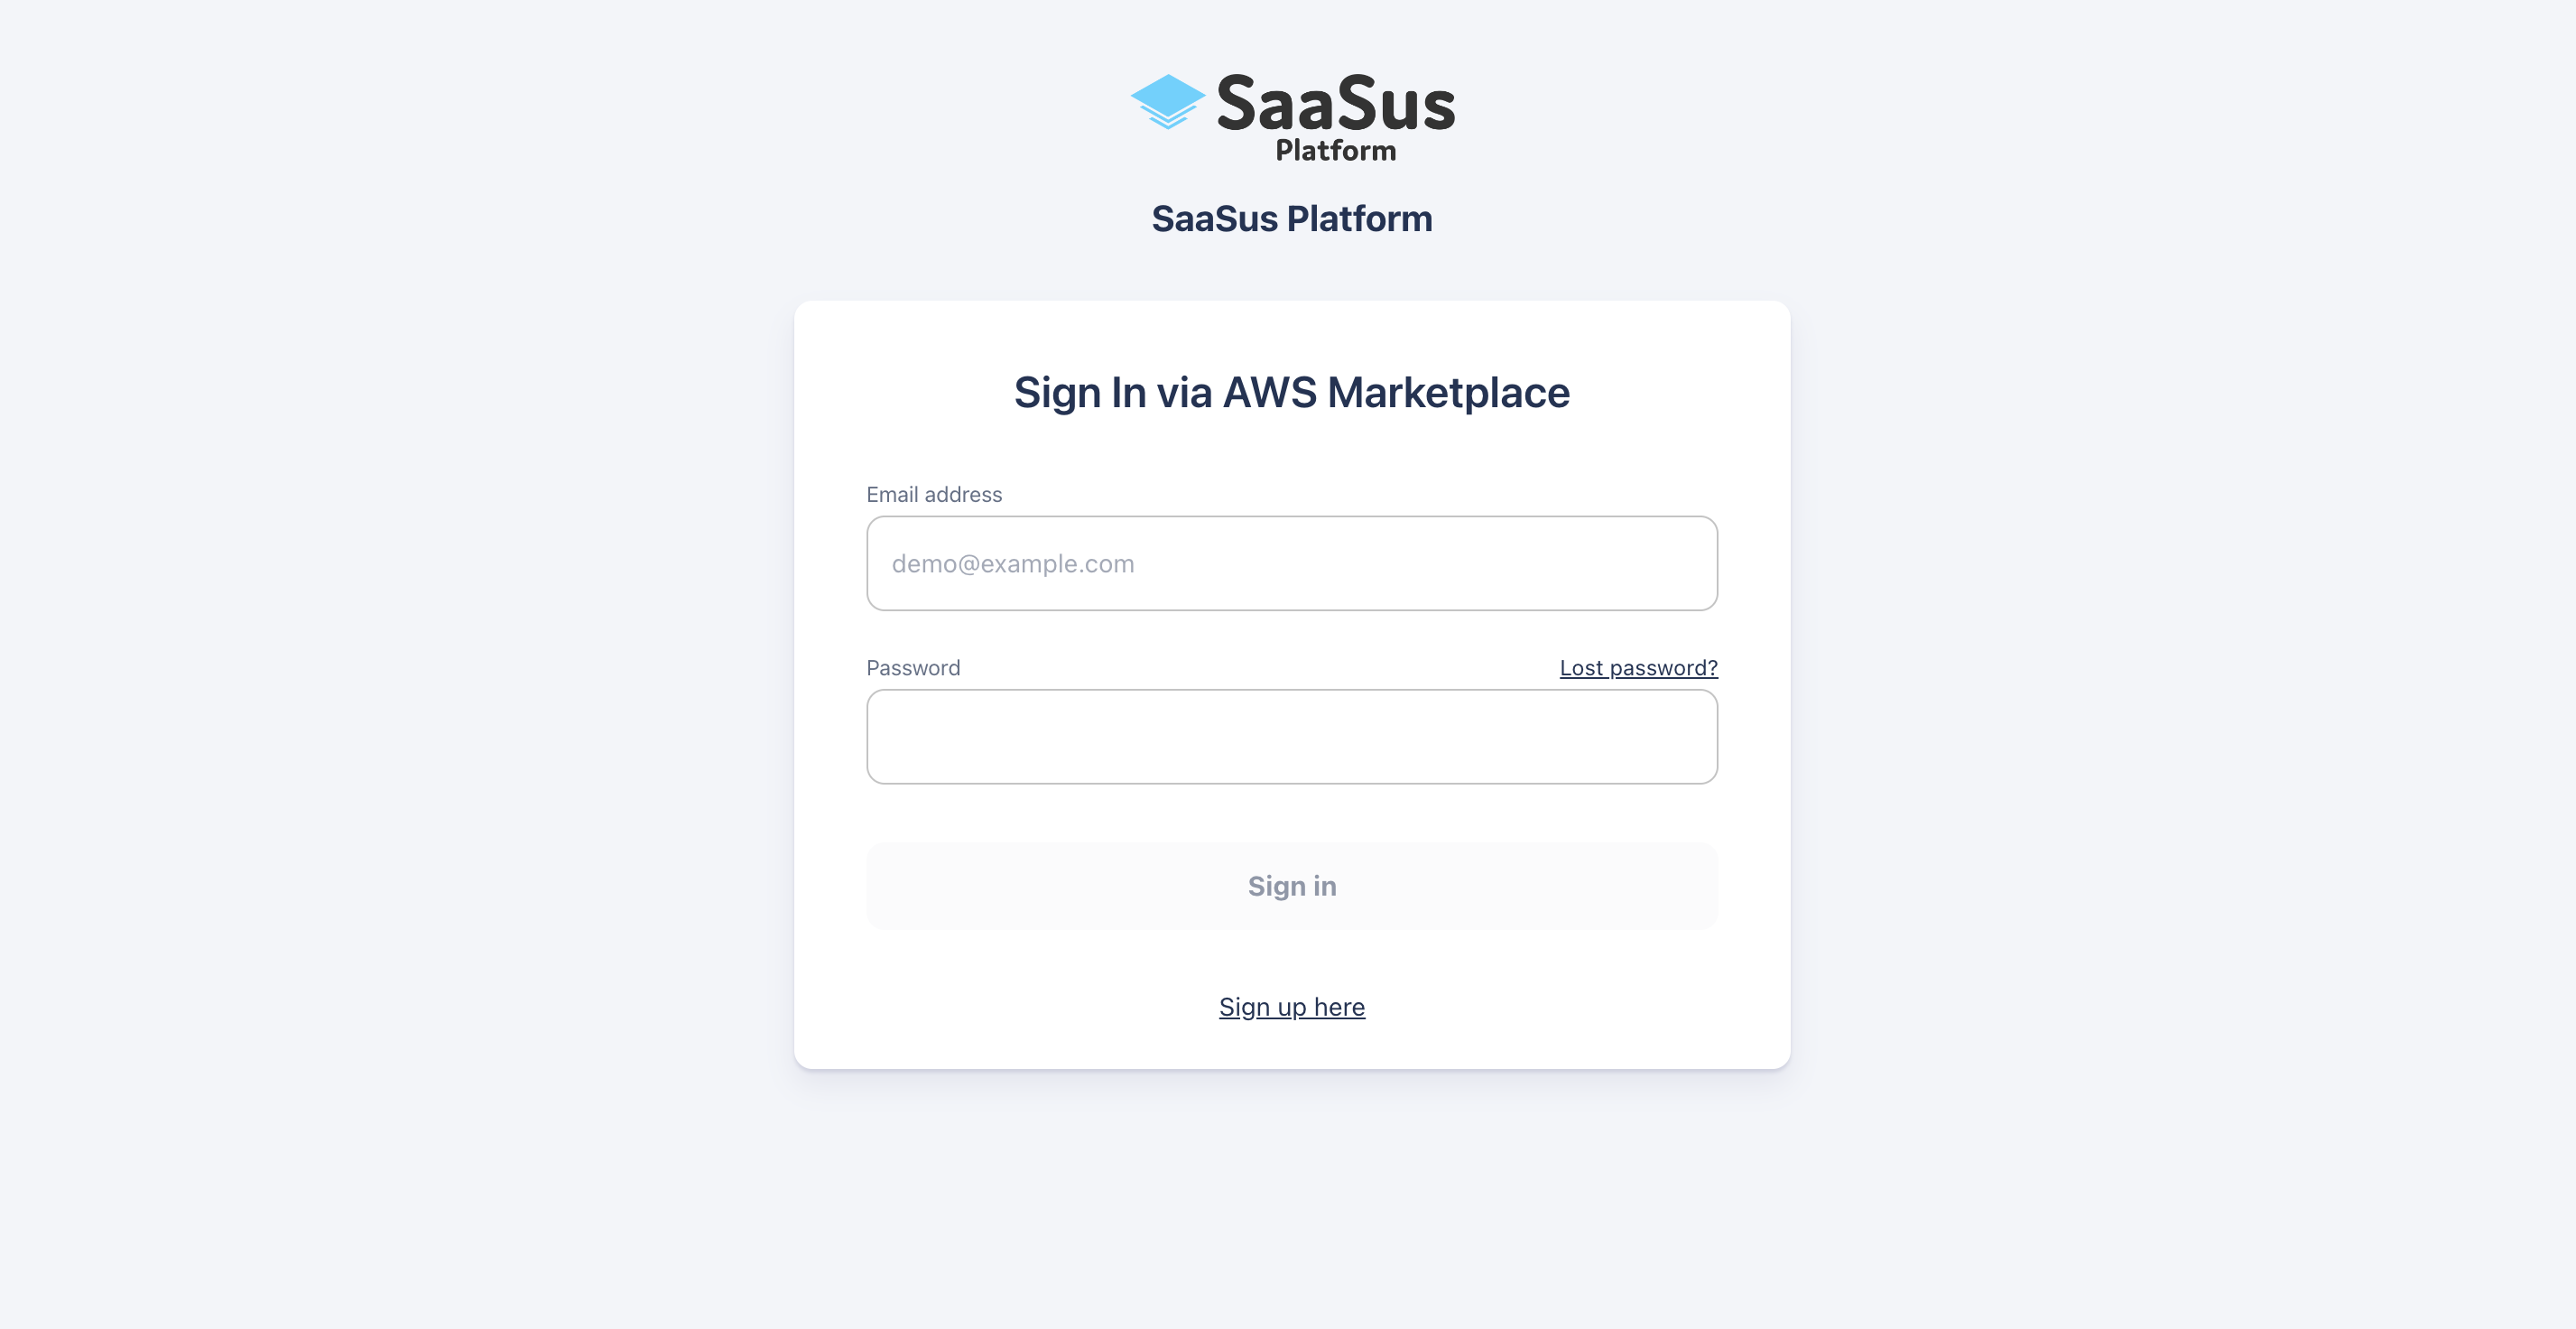 SaaSus
Platform
SaaSus Platform
Sign In via AWS Marketplace
Email address
demo@example.com
Password
Lost password?
Sign in
Sign up here